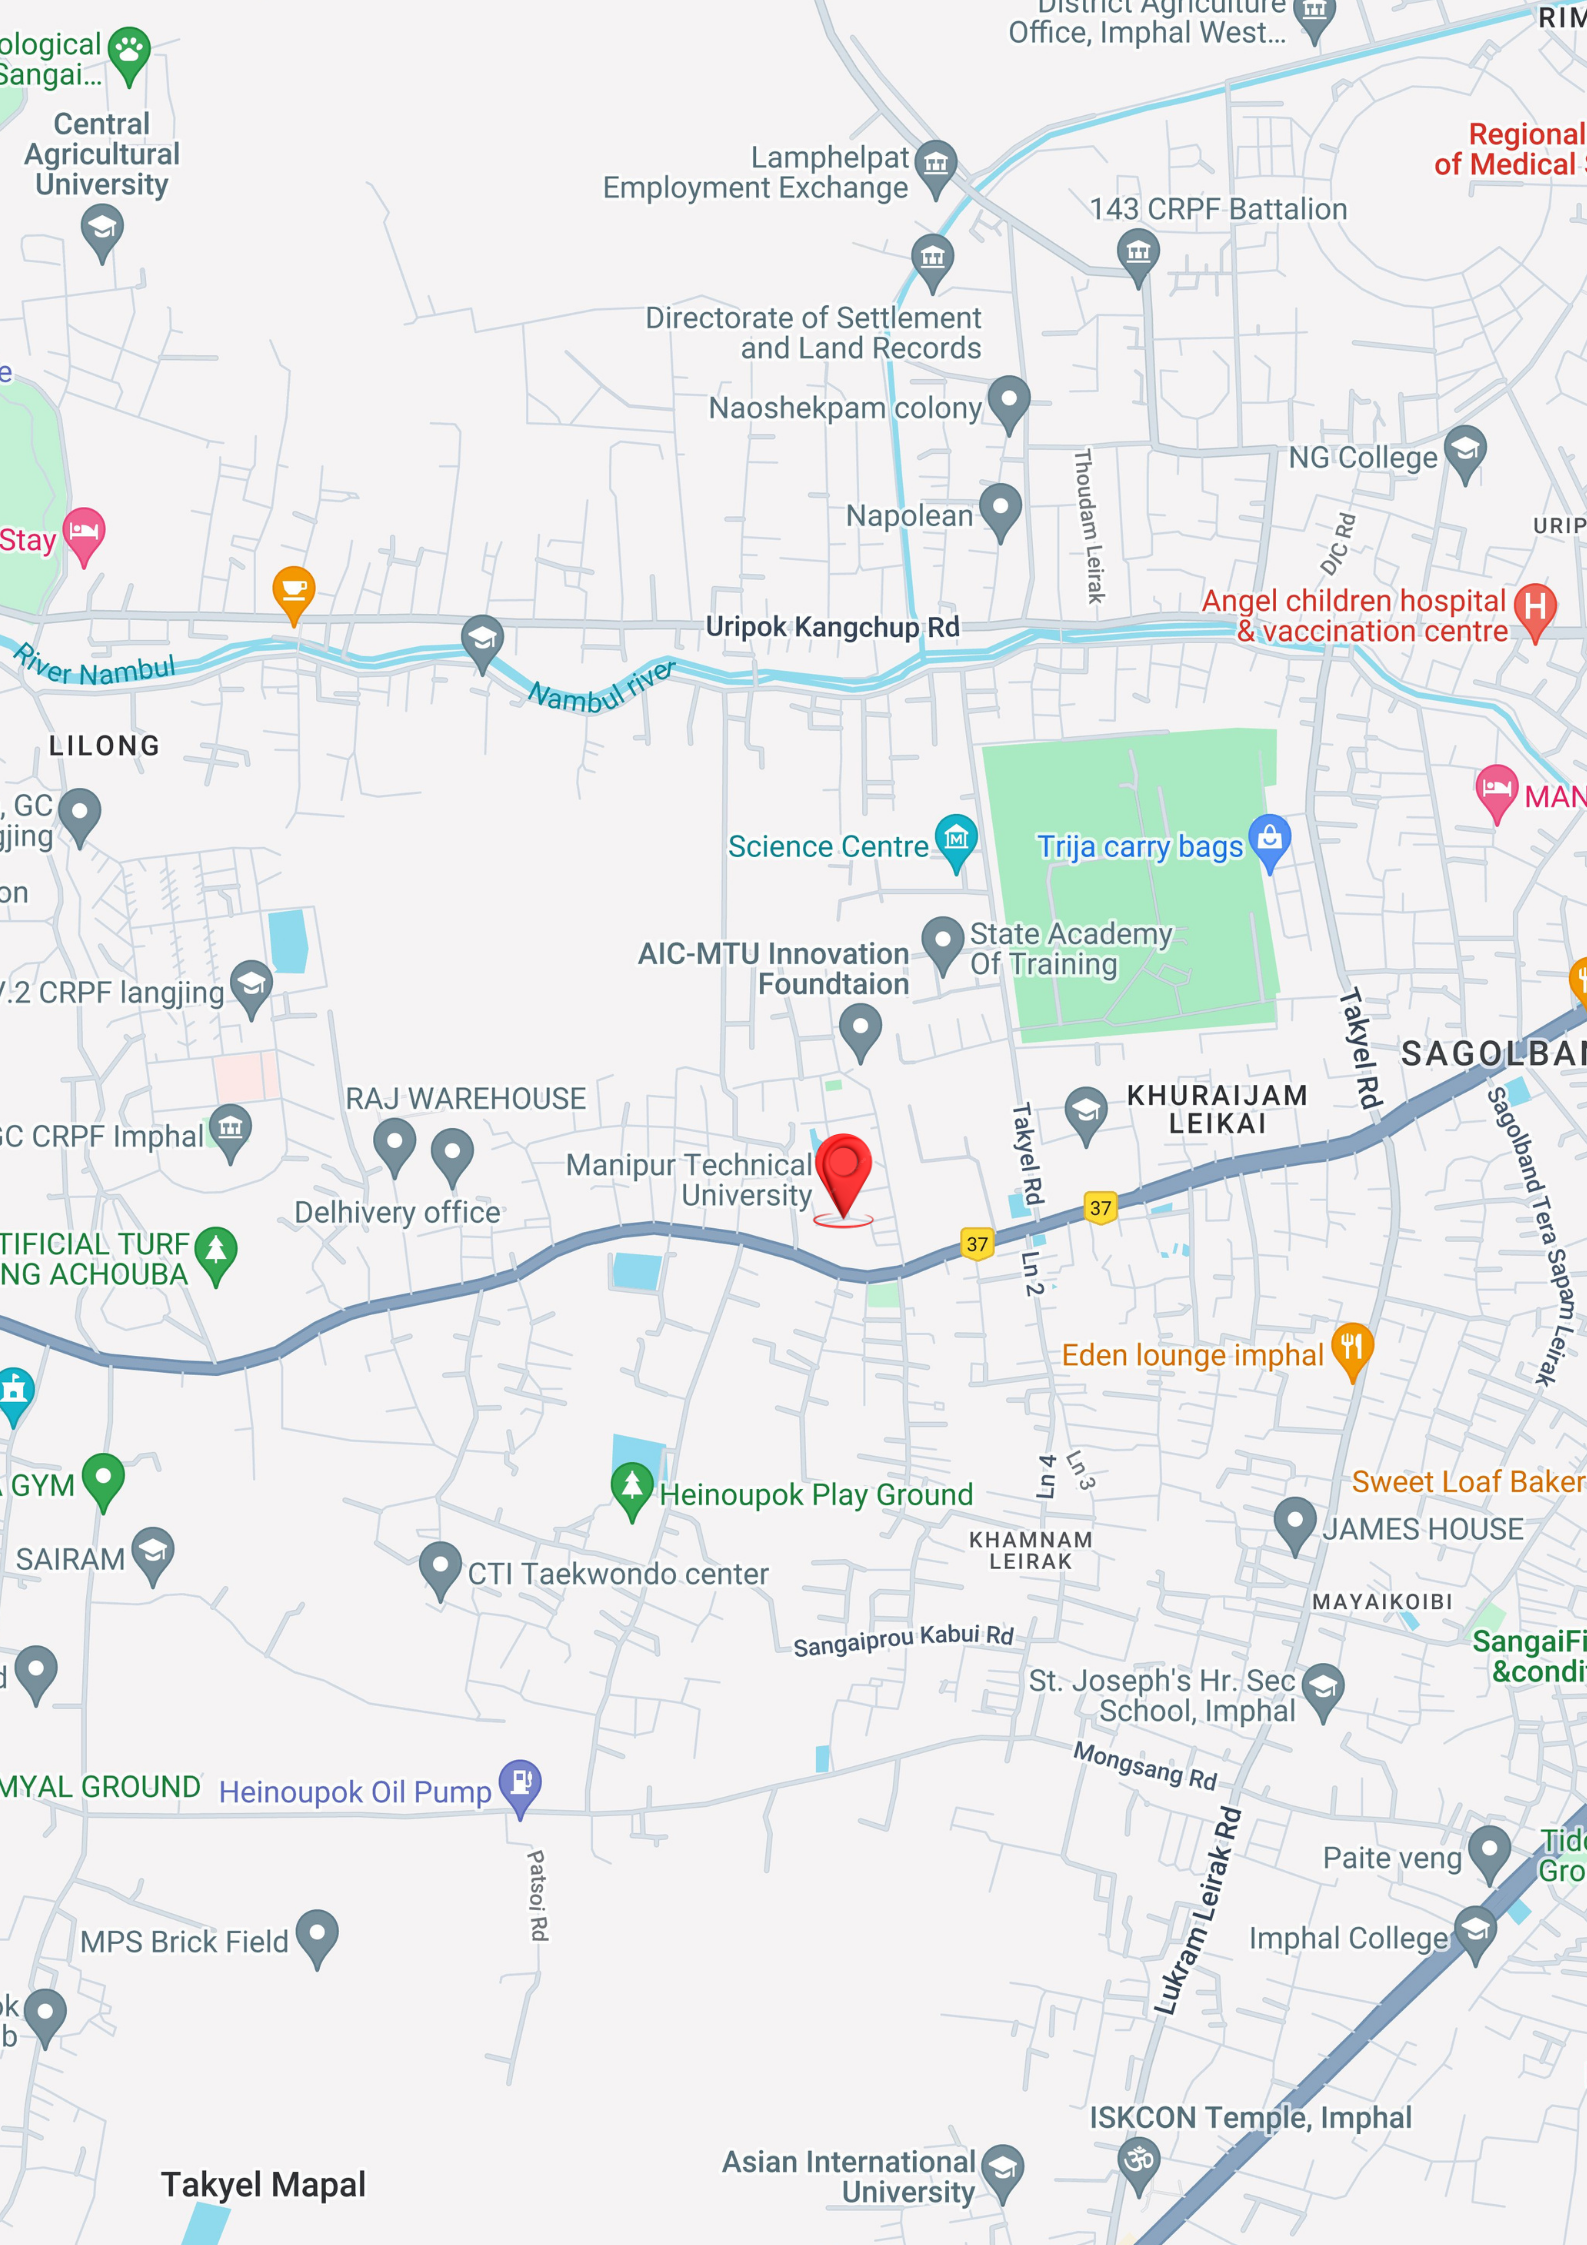 District Agriculture
Office, Imphal West...
RIM
ological
Sangai...
Central
Agricultural
University
Lamphelpat
Employment Exchange
Regional
of Medical S
143 CRPF Battalion
Directorate of Settlement
and Land Records
e
Naoshekpam colony
NG College
Thoudam Leirak
Napolean
DIC Rd
URIP
Stay
Angel children hospital
& vaccination centre
Uripok Kangchup Rd
River Nambul
Nambul river
LILONG
MAN
, GC
gjing
Science Centre
Trija carry bags
on
State Academy
Of Training
AIC-MTU Innovation
Foundtaion
V.2 CRPF langjing
Takyel Rd
SAGOLBAN
RAJ WAREHOUSE
KHURAIJAM
LEIKAI
Sagolband Tera Sapam Leirak
GC CRPF Imphal
Takyel Rd
Manipur Technical
University
Delhivery office
37
37
TIFICIAL TURF
NG ACHOUBA
Ln 2
Eden lounge imphal
Ln 4
Ln 3
A GYM
Heinoupok Play Ground
Sweet Loaf Baker
JAMES HOUSE
SAIRAM
KHAMNAM
LEIRAK
CTI Taekwondo center
MAYAIKOIBI
Sangaiprou Kabui Rd
SangaiFi
&condit
d
St. Joseph's Hr. Sec
School, Imphal
Mongsang Rd
MYAL GROUND
Heinoupok Oil Pump
Lukram Leirak Rd
Tidd
Gro
Paite veng
Patsoi Rd
MPS Brick Field
Imphal College
ok
b
ISKCON Temple, Imphal
Asian International
University
Takyel Mapal